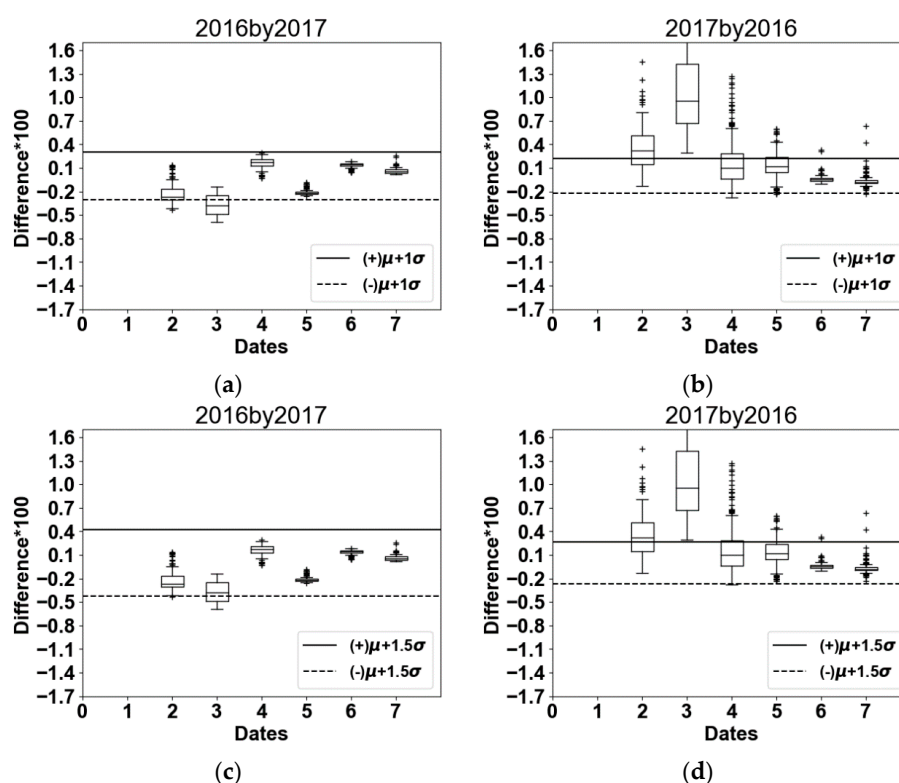 2016by2017
Difference*100
1.6
1.3
1.0
0.7
0.4
0.1
−0.2
−0.5
−0.8
−1.1
−1.4
−1.7
0 1 2 3 4 5 6 7
Dates
(+)μ+1σ
(-)μ+1σ
(a)
2017by2016
Difference*100
1.6
1.3
1.0
0.7
0.4
0.1
−0.2
−0.5
−0.8
−1.1
−1.4
−1.7
0 1 2 3 4 5 6 7
Dates
(+)μ+1σ
(-)μ+1σ
(b)
2016by2017
Difference*100
1.6
1.3
1.0
0.7
0.4
0.1
−0.2
−0.5
−0.8
−1.1
−1.4
−1.7
0 1 2 3 4 5 6 7
Dates
(+)μ+1.5σ
(-)μ+1.5σ
(c)
2017by2016
Difference*100
1.6
1.3
1.0
0.7
0.4
0.1
−0.2
−0.5
−0.8
−1.1
−1.4
−1.7
0 1 2 3 4 5 6 7
Dates
(+)μ+1.5σ
(-)μ+1.5σ
(d)